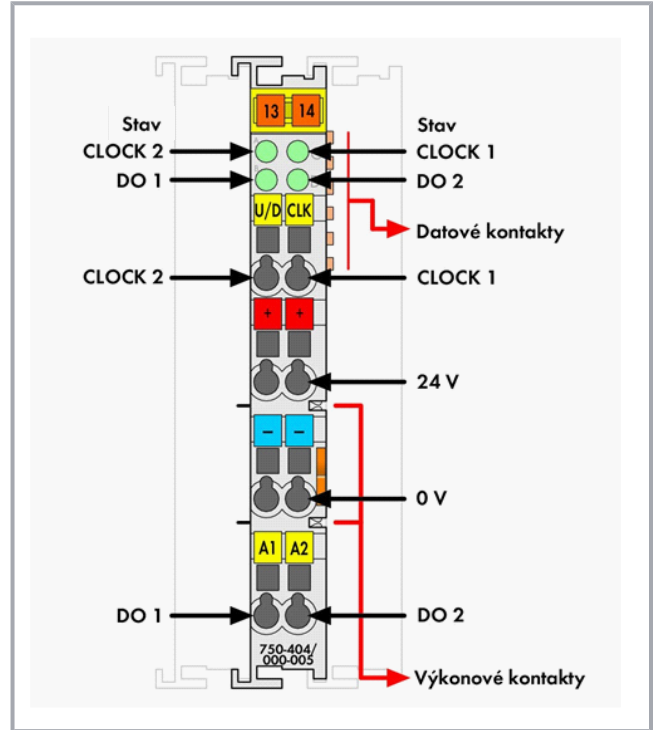 13 14
Stav
CLOCK 2
DO 1
Stav
CLOCK 1
DO 2
U/D CLK
Datové kontakty
CLOCK 2
CLOCK 1
+ +
24 V
– –
0 V
A1 A2
DO 1
DO 2
750-404/
000-005
Výkonové kontakty